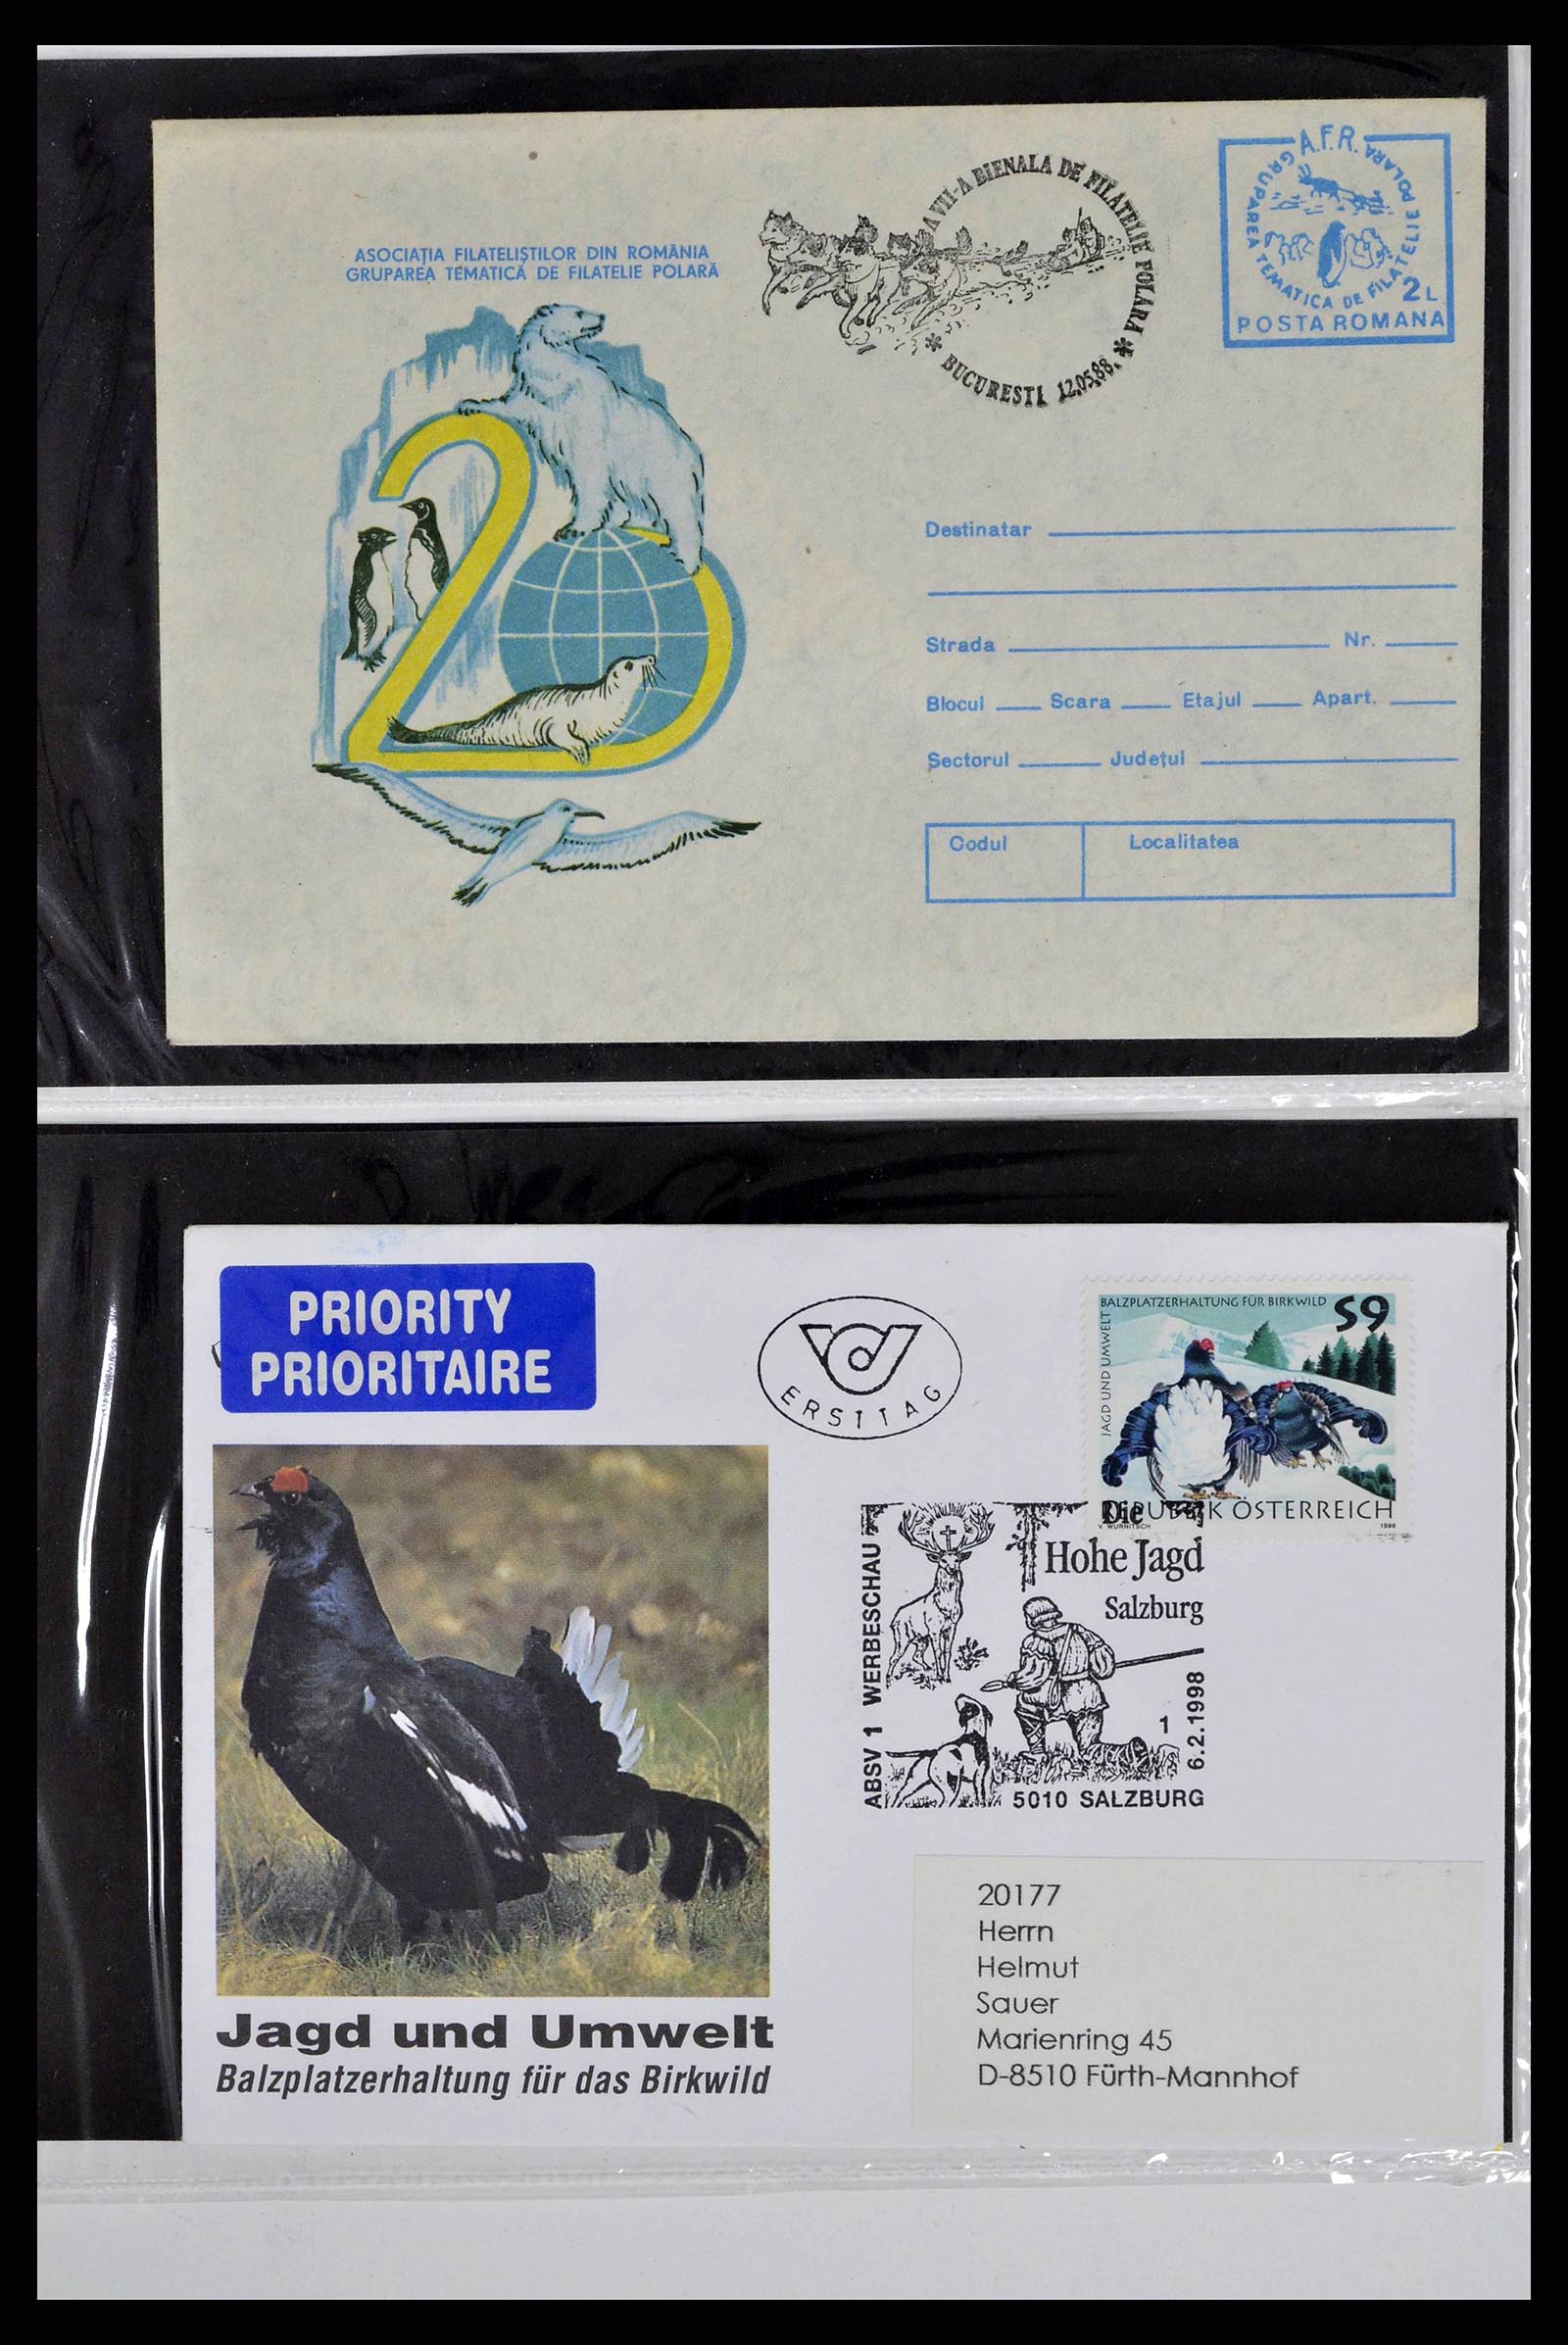 ASOCIAȚIA FILATELIȘTILOR DIN ROMÂNIA
GRUPAREA TEMATICĂ DE FILATELIE POLARĂ
A VII-A BIENALA DE FILATELIE POLARA
* BUCURESTI 12.05.88. *
A.F.R.
GRUPAREA TEMATICA DE FILATELIE POLARA
2L
POSTA ROMANA
20
Destinatar
Strada Nr.
Blocul Scara Etajul Apart.
Sectorul Județul
Codul Localitatea
PRIORITY
PRIORITAIRE
ERSTTAG
BALZPLATZERHALTUNG FÜR BIRKWILD S9
JAGD UND UMWELT
REPUBLIK ÖSTERREICH
V. WURNITSCH 1998
Die
Hohe Jagd
Salzburg
ABSV 1 WERBESCHAU
1
6.2.1998
5010 SALZBURG
Jagd und Umwelt
Balzplatzerhaltung für das Birkwild
20177
Herrn
Helmut
Sauer
Marienring 45
D-8510 Fürth-Mannhof